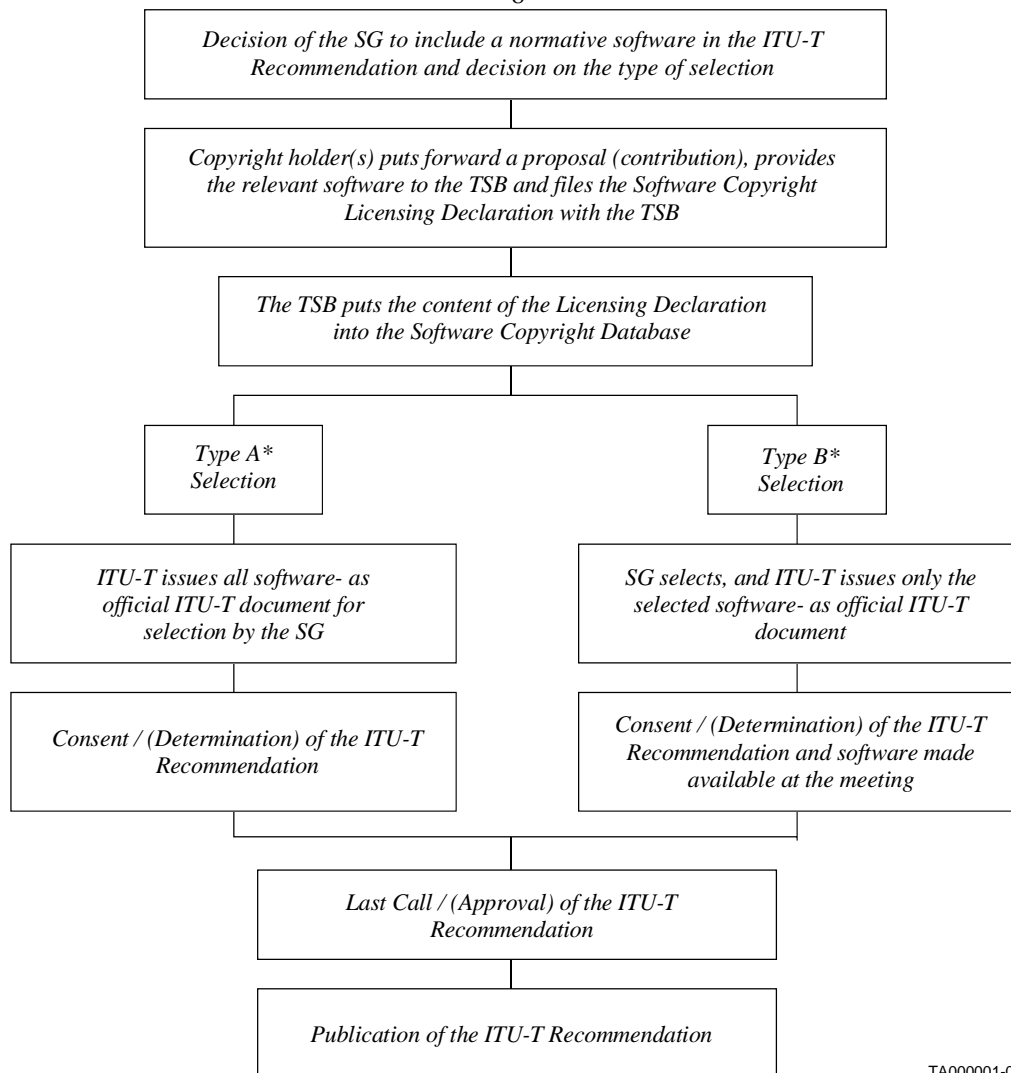 Decision of the SG to include a normative software in the ITU-T
Recommendation and decision on the type of selection
Copyright holder(s) puts forward a proposal (contribution), provides
the relevant software to the TSB and files the Software Copyright
Licensing Declaration with the TSB
The TSB puts the content of the Licensing Declaration
into the Software Copyright Database
Type A*
Selection
Type B*
Selection
ITU-T issues all software- as
official ITU-T document for
selection by the SG
SG selects, and ITU-T issues only the
selected software- as official ITU-T
document
Consent / (Determination) of the ITU-T
Recommendation
Consent / (Determination) of the ITU-T
Recommendation and software made
available at the meeting
Last Call / (Approval) of the ITU-T
Recommendation
Publication of the ITU-T Recommendation
TA000001-0